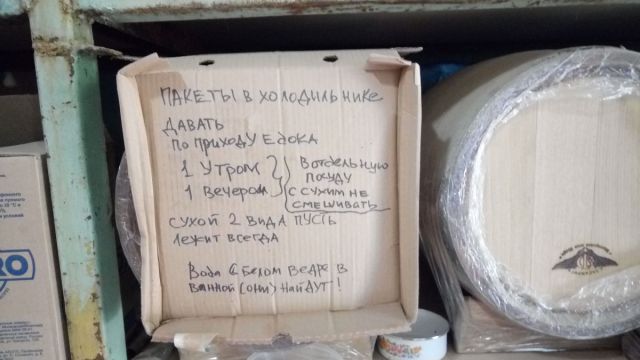 ПАКЕТЫ В ХОЛОДИЛЬНИКЕ
ДАВАТЬ
ПО ПРИХОДУ ЕДОКА
1 УТРОМ
1 ВЕЧЕРОМ
В ОТДЕЛЬНУЮ
ПОСУДУ
С СУХИМ НЕ
СМЕШИВАТЬ
СУХОЙ 2 ВИДА ПУСТЬ
ЛЕЖИТ ВСЕГДА
ВОДА В БЕЛОМ ВЕДРЕ В
ВАННОЙ (ОНИ) НАЙДУТ!
RO